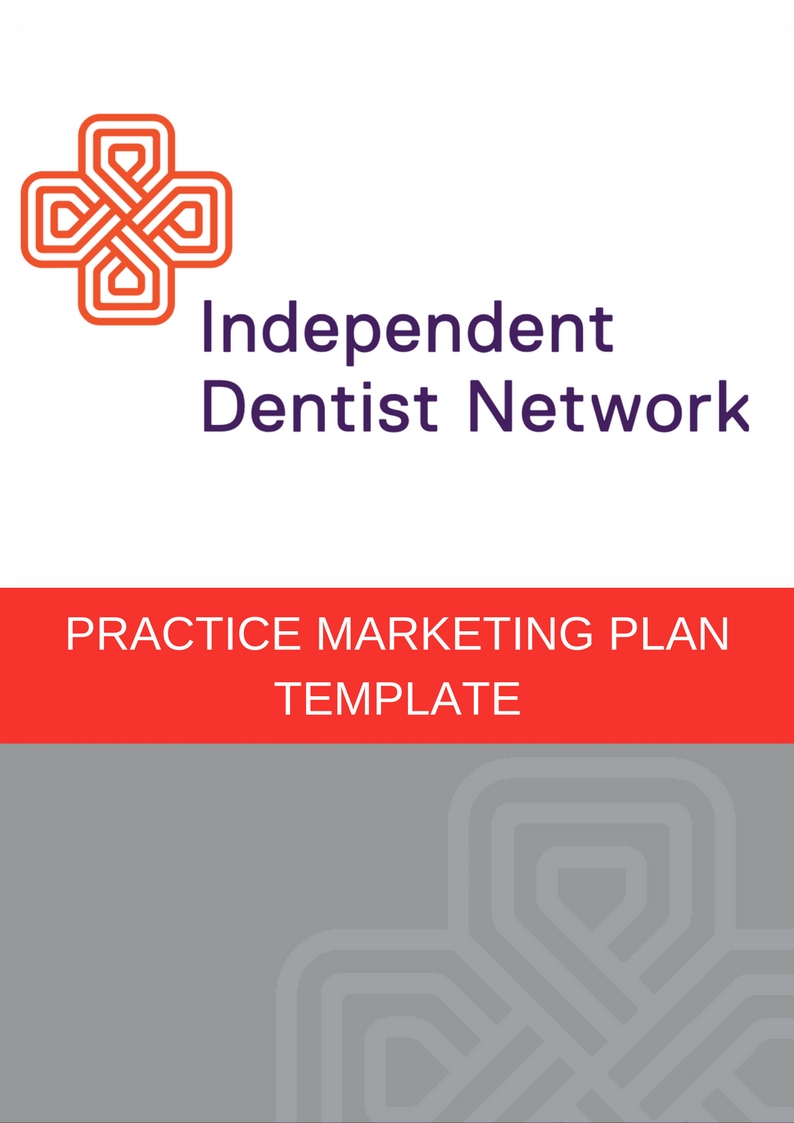 Independent
Dentist Network
PRACTICE MARKETING PLAN
TEMPLATE